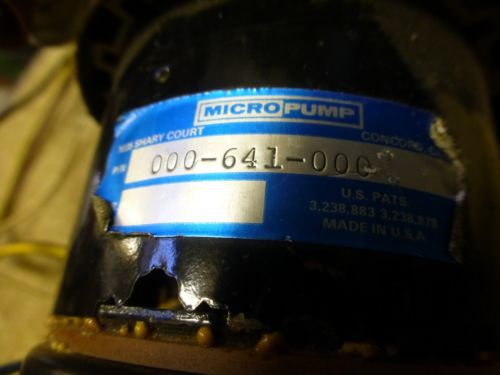 MICROPUMP
SHARY COURT CONCORD,
P/N 000-641-000
U.S. PATS.
3,238,883 3,238,878
MADE IN U.S.A.